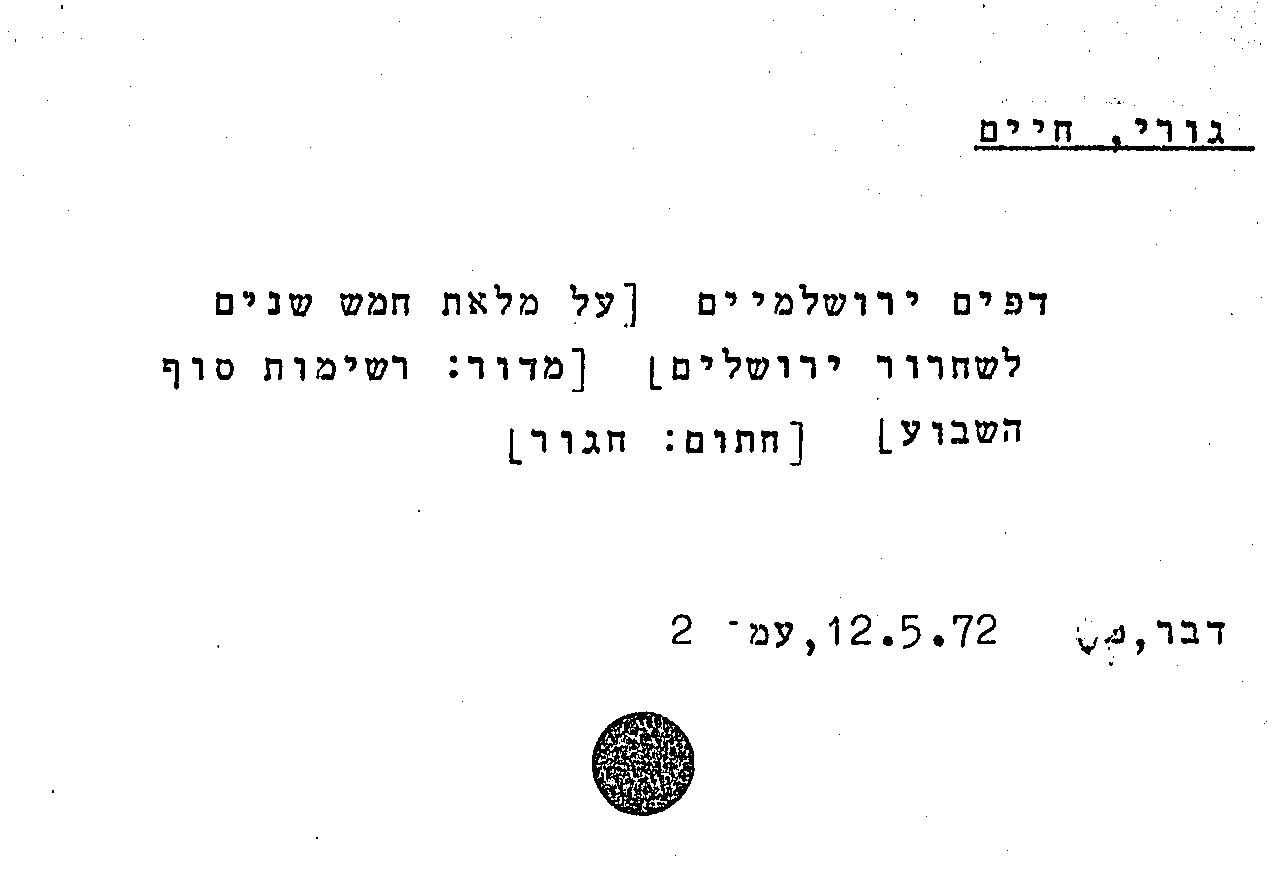 גורי, חיים
דפים ירושלמיים [על מלאת חמש שנים
לשחרור ירושלים] [מדור: רשימות סוף
השבוע] [חתום: חגור]
דבר, 12.5.72, עמ־ 2